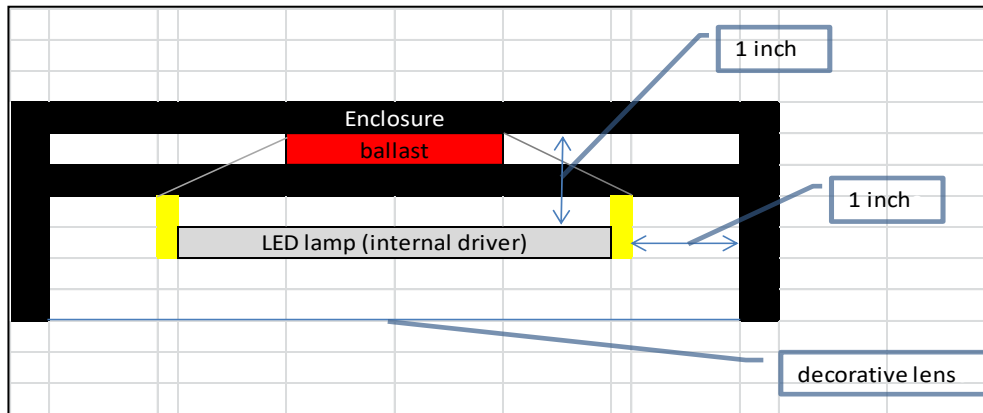 1 inch
Enclosure
ballast
1 inch
LED lamp (internal driver)
decorative lens